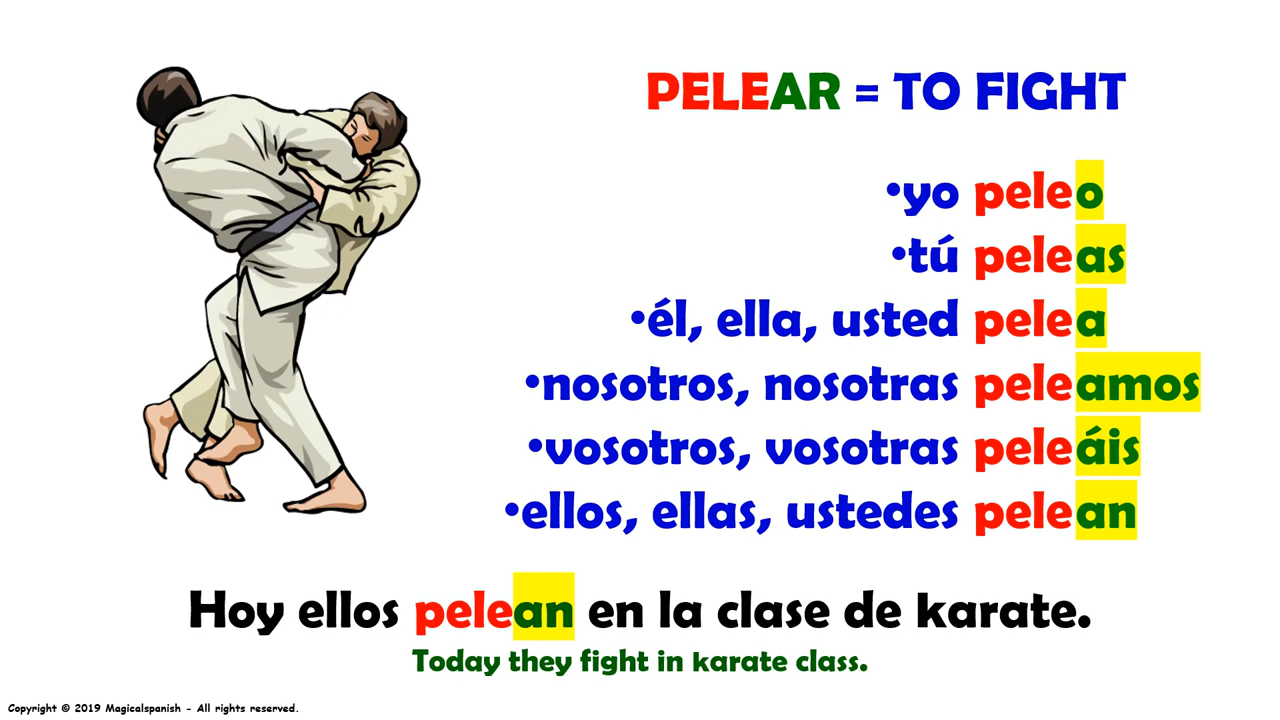 PELEAR = TO FIGHT
•yo peleo
•tú peleas
•él, ella, usted pelea
•nosotros, nosotras peleamos
•vosotros, vosotras peleáis
•ellos, ellas, ustedes pelean
Hoy ellos pelean en la clase de karate.
Today they fight in karate class.
Copyright © 2019 Magicalspanish - All rights reserved.